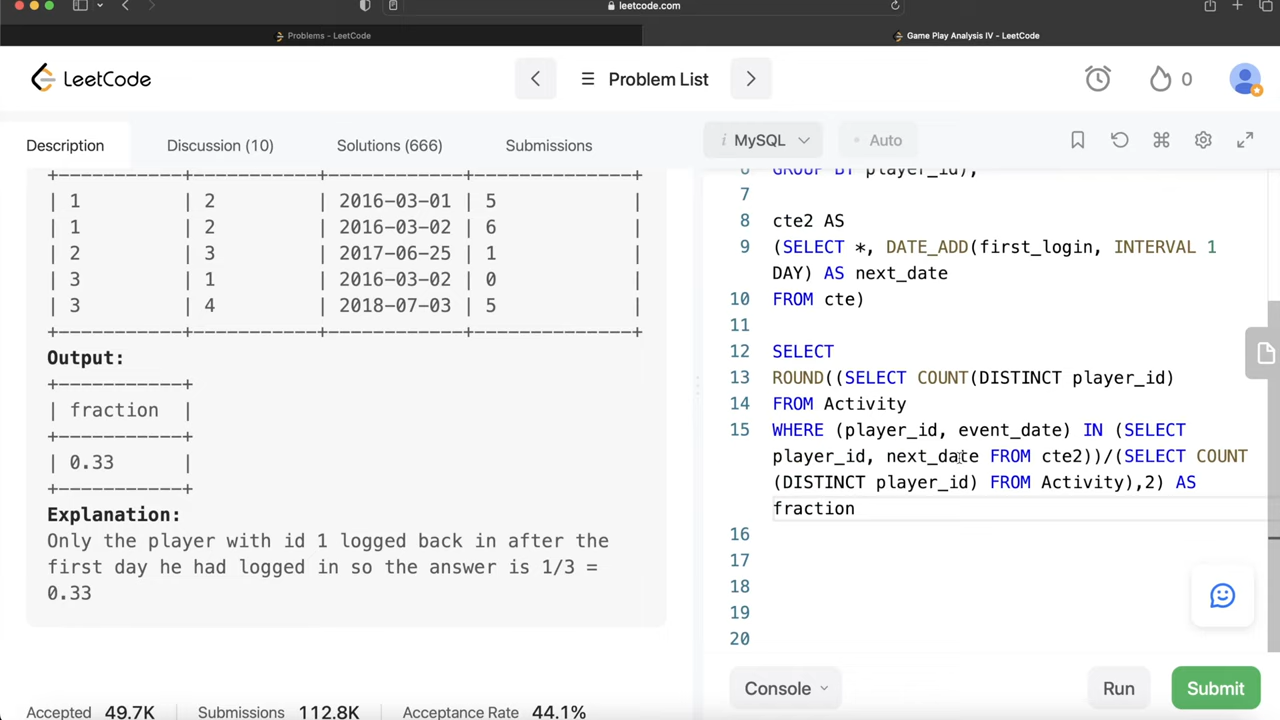 leetcode.com
Problems - LeetCode
Game Play Analysis IV - LeetCode
LeetCode
Problem List
0
Description
Discussion (10)
Solutions (666)
Submissions
i MySQL
Auto
+-----------+-----------+------------+--------------+
| 1 | 2 | 2016-03-01 | 5 |
| 1 | 2 | 2016-03-02 | 6 |
| 2 | 3 | 2017-06-25 | 1 |
| 3 | 1 | 2016-03-02 | 0 |
| 3 | 4 | 2018-07-03 | 5 |
+-----------+-----------+------------+--------------+
Output:
+-----------+
| fraction |
+-----------+
| 0.33 |
+-----------+
Explanation:
Only the player with id 1 logged back in after the
first day he had logged in so the answer is 1/3 =
0.33
Accepted 49.7K
Submissions 112.8K
Acceptance Rate 44.1%
6 GROUP BY player_id),
7
8 cte2 AS
9 (SELECT *, DATE_ADD(first_login, INTERVAL 1
DAY) AS next_date
10 FROM cte)
11
12 SELECT
13 ROUND((SELECT COUNT(DISTINCT player_id)
14 FROM Activity
15 WHERE (player_id, event_date) IN (SELECT
player_id, next_date FROM cte2))/(SELECT COUNT
(DISTINCT player_id) FROM Activity),2) AS
fraction
16
17
18
19
20
Console
Run
Submit